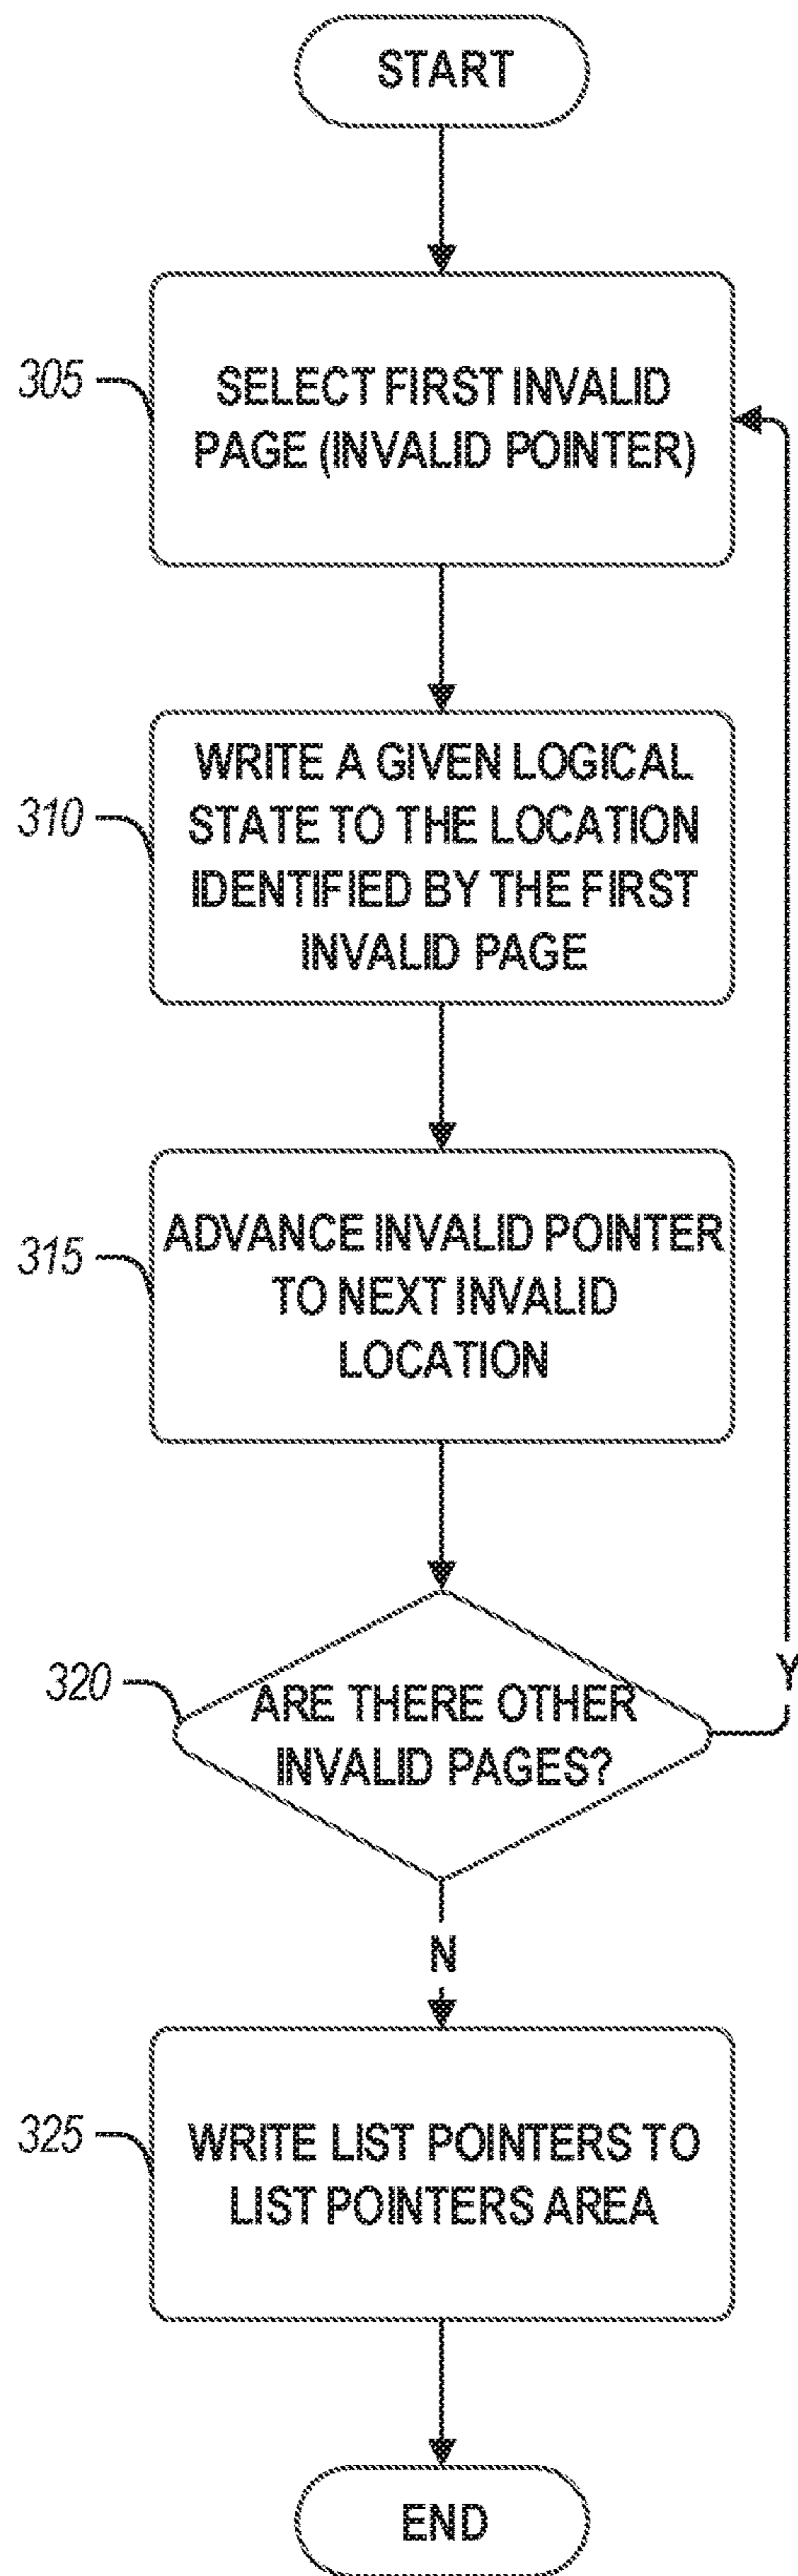 START
305
SELECT FIRST INVALID
PAGE (INVALID POINTER)
310
WRITE A GIVEN LOGICAL
STATE TO THE LOCATION
IDENTIFIED BY THE FIRST
INVALID PAGE
315
ADVANCE INVALID POINTER
TO NEXT INVALID
LOCATION
320
ARE THERE OTHER
INVALID PAGES?
Y
N
325
WRITE LIST POINTERS TO
LIST POINTERS AREA
END